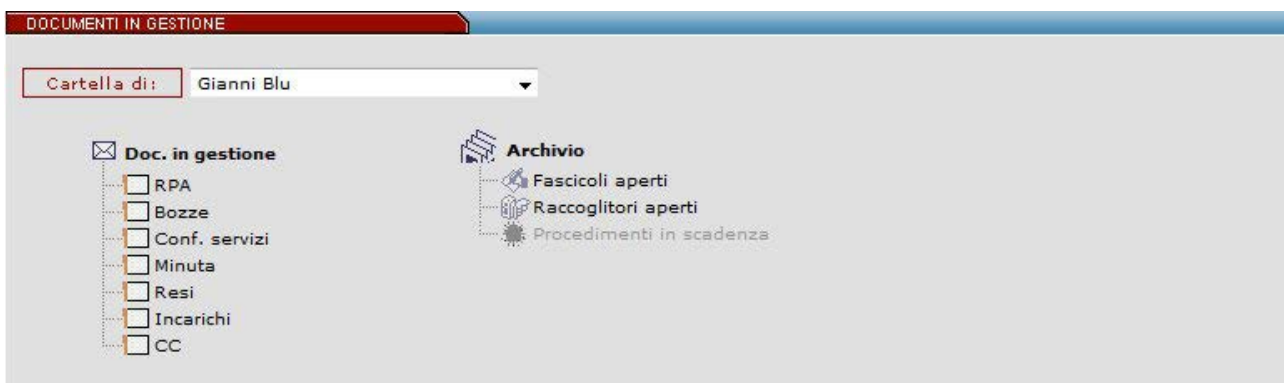 DOCUMENTI IN GESTIONE
Cartella di: Gianni Blu
Doc. in gestione
RPA
Bozze
Conf. servizi
Minuta
Resi
Incarichi
CC
Archivio
Fascicoli aperti
Raccoglitori aperti
Procedimenti in scadenza